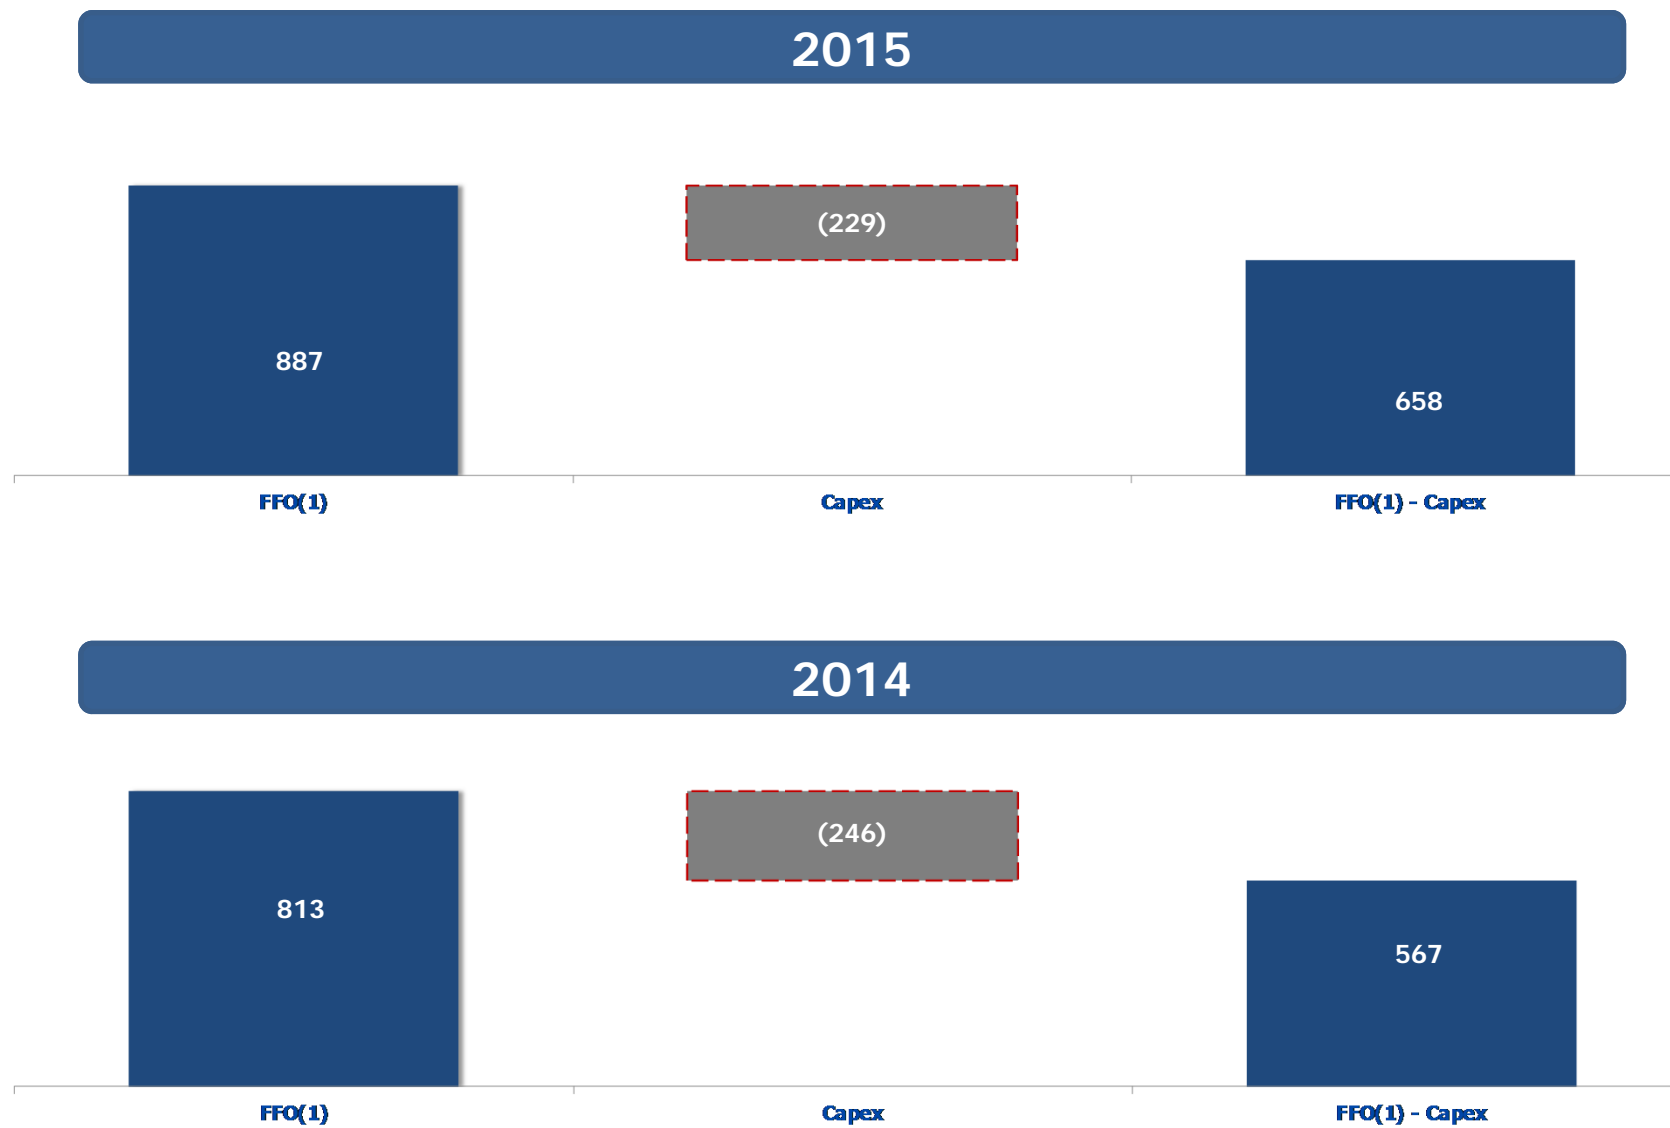 2015
(229)
887
658
FFO(1)
Capex
FFO(1) - Capex
2014
(246)
813
567
FFO(1)
Capex
FFO(1) - Capex